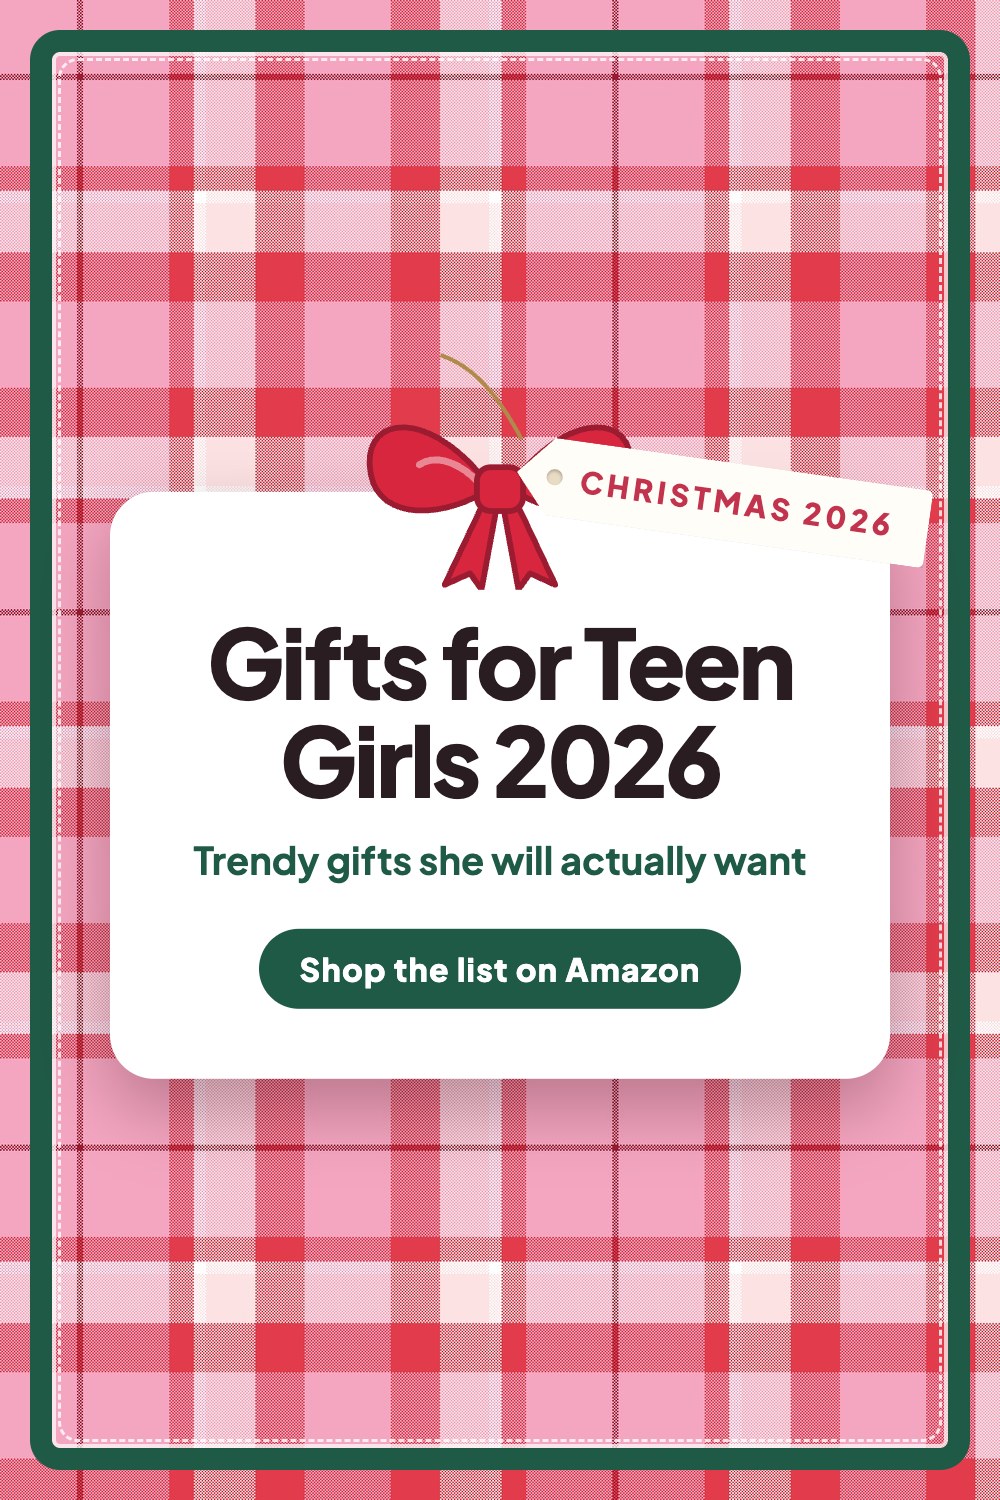 CHRISTMAS 2026
Gifts for Teen
Girls 2026
Trendy gifts she will actually want
Shop the list on Amazon